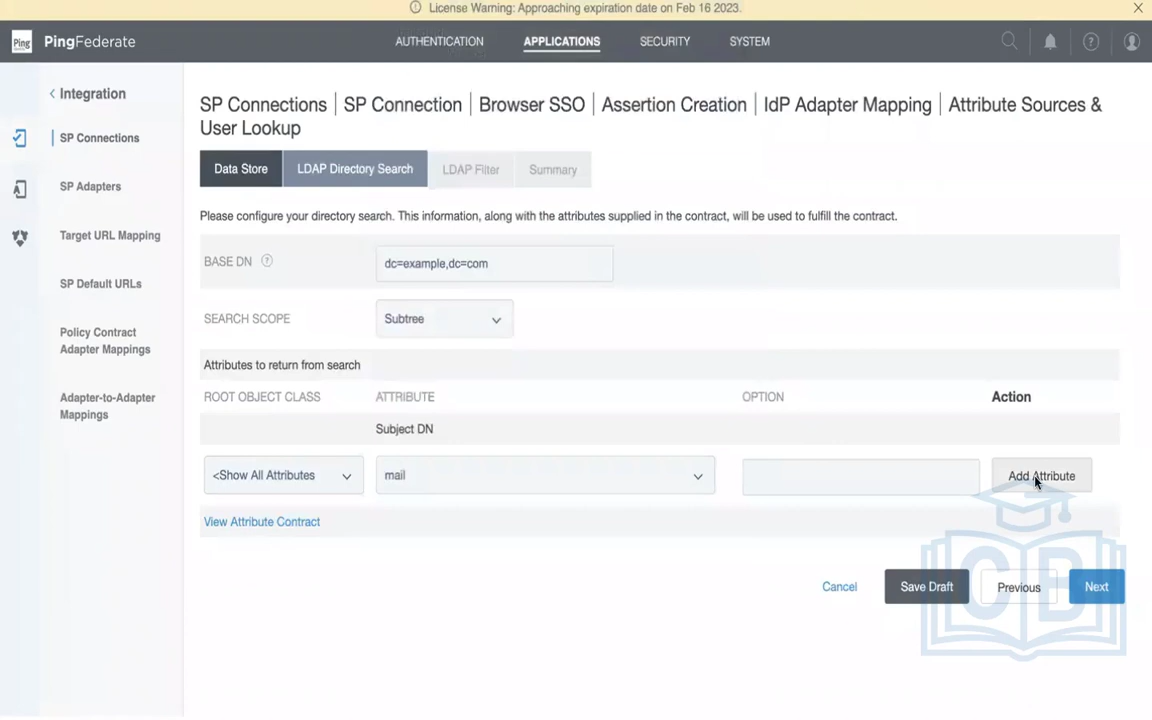 License Warning: Approaching expiration date on Feb 16 2023.
Ping PingFederate AUTHENTICATION APPLICATIONS SECURITY SYSTEM
Integration
SP Connections
SP Adapters
Target URL Mapping
SP Default URLs
Policy Contract
Adapter Mappings
Adapter-to-Adapter
Mappings
SP Connections | SP Connection | Browser SSO | Assertion Creation | IdP Adapter Mapping | Attribute Sources &
User Lookup
Data Store LDAP Directory Search LDAP Filter Summary
Please configure your directory search. This information, along with the attributes supplied in the contract, will be used to fulfill the contract.
BASE DN dc=example,dc=com
SEARCH SCOPE Subtree
Attributes to return from search
ROOT OBJECT CLASS ATTRIBUTE OPTION Action
Subject DN
<Show All Attributes mail Add Attribute
View Attribute Contract
Cancel Save Draft Previous Next
CB